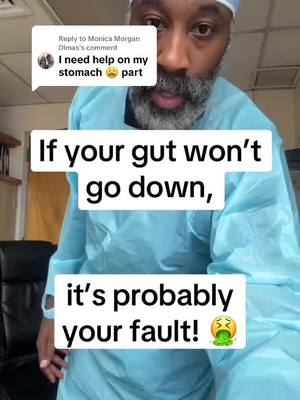 Reply to Monica Morgan
Dimas's comment
I need help on my
stomach 😩 part
If your gut won’t
go down,
it’s probably
your fault! 🤮